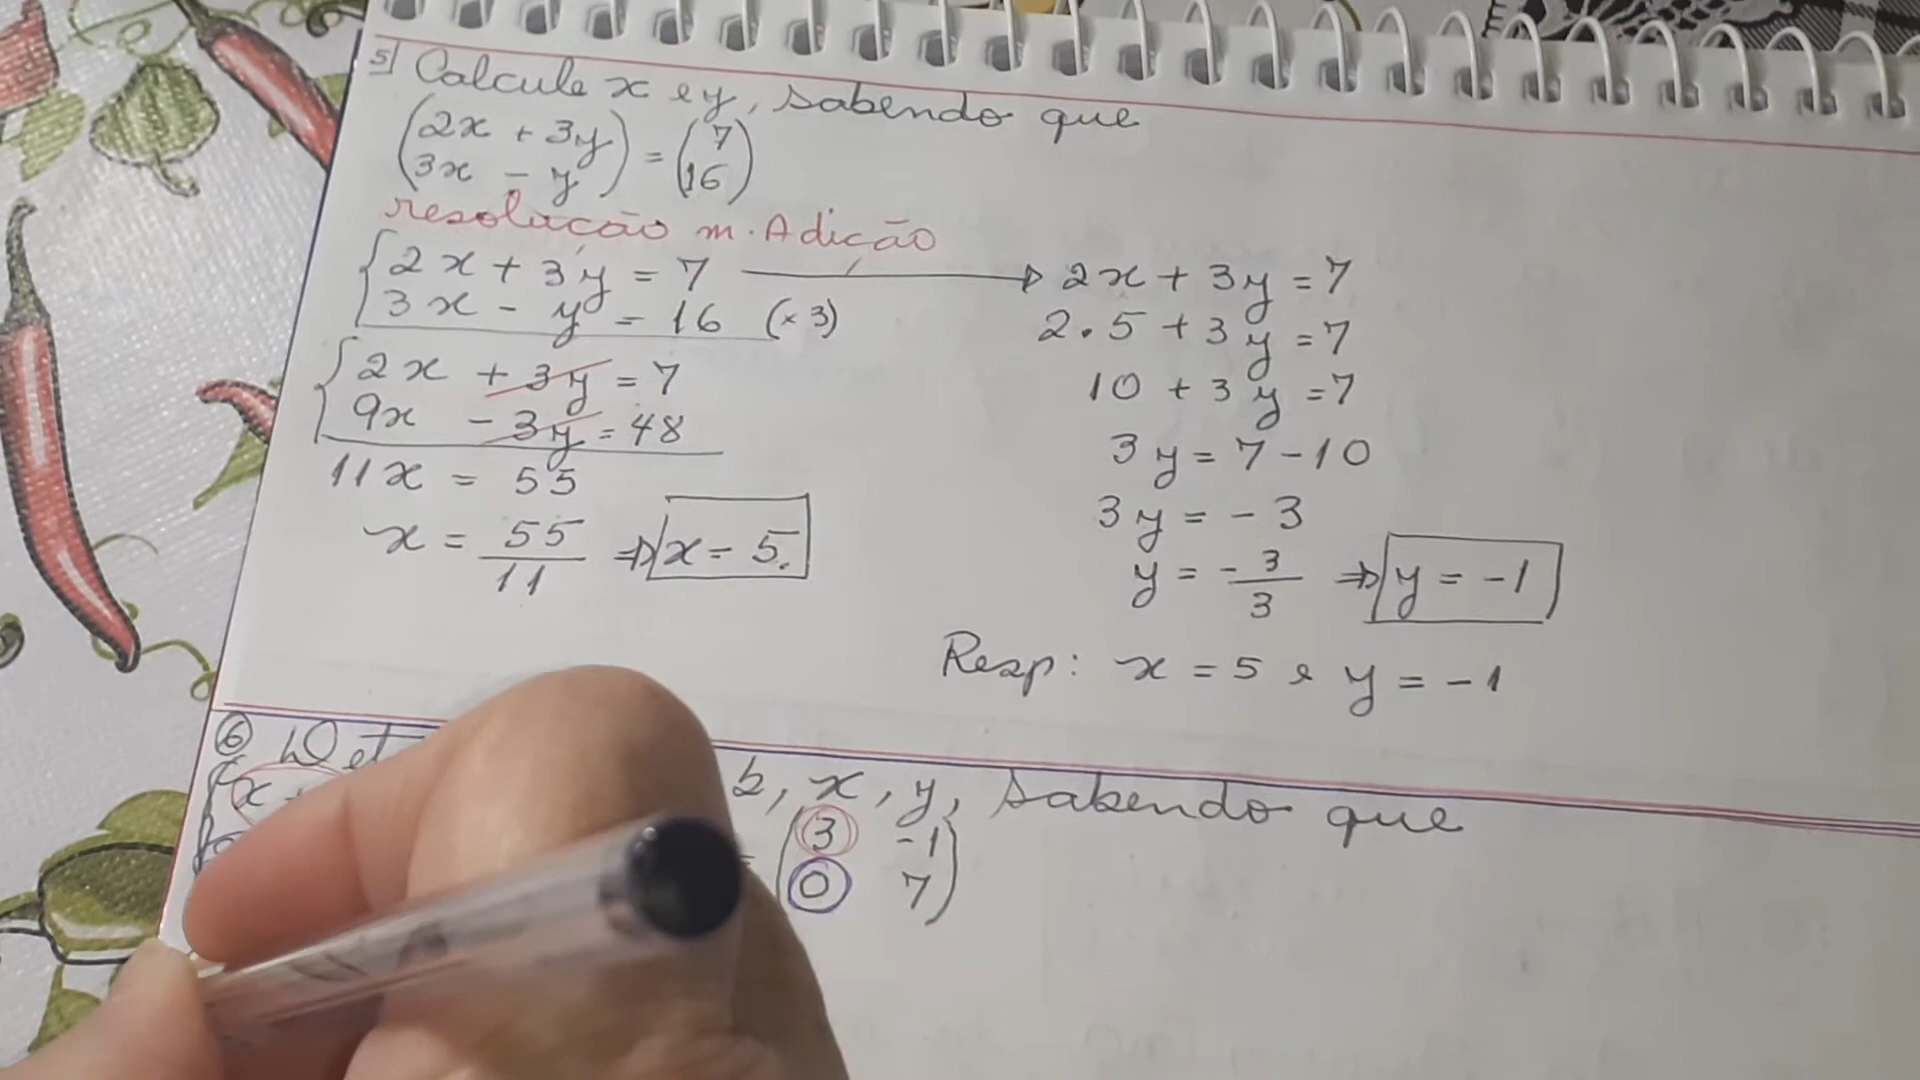 5) Calcule x e y, sabendo que
(2x + 3y) = (7)
(3x - y) (16)
resolução m. Adição
2x + 3y = 7
3x - y = 16 (×3)
2x + 3y = 7
9x - 3y = 48
11x = 55
x = 55/11 ⇒ x = 5.
2x + 3y = 7
2.5 + 3y = 7
10 + 3y = 7
3y = 7 - 10
3y = - 3
y = - 3/3 ⇒ y = -1
Resp: x = 5 e y = -1
6 Det b, x, y, sabendo que
x = (3 -1)
(0 7)